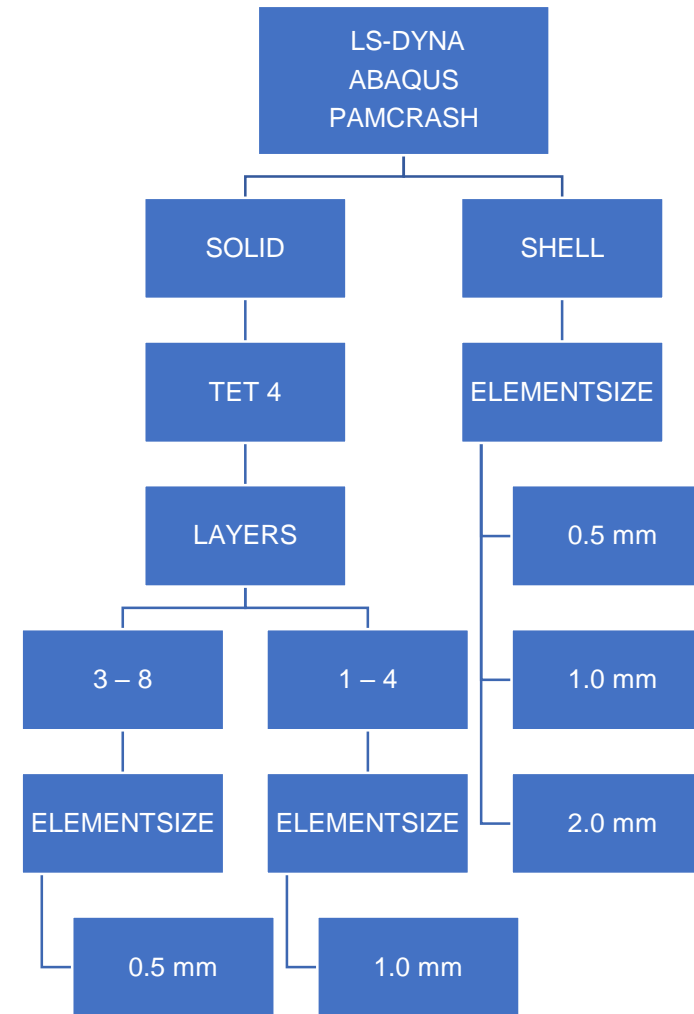 LS-DYNA
ABAQUS
PAMCRASH
SOLID
SHELL
TET 4
ELEMENTSIZE
LAYERS
0.5 mm
3 – 8
1 – 4
1.0 mm
ELEMENTSIZE
ELEMENTSIZE
2.0 mm
0.5 mm
1.0 mm